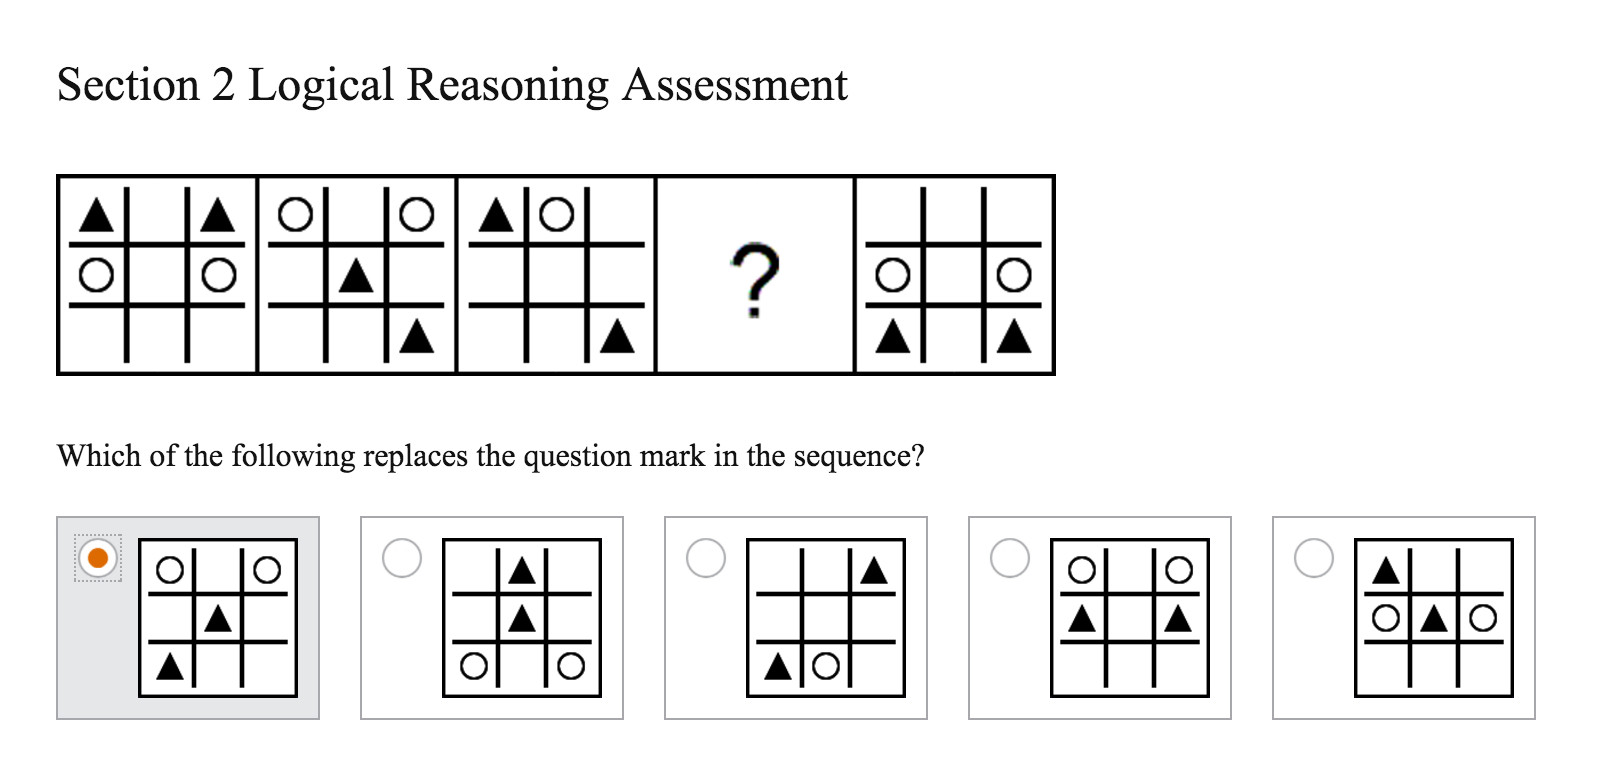 Section 2 Logical Reasoning Assessment
?
Which of the following replaces the question mark in the sequence?